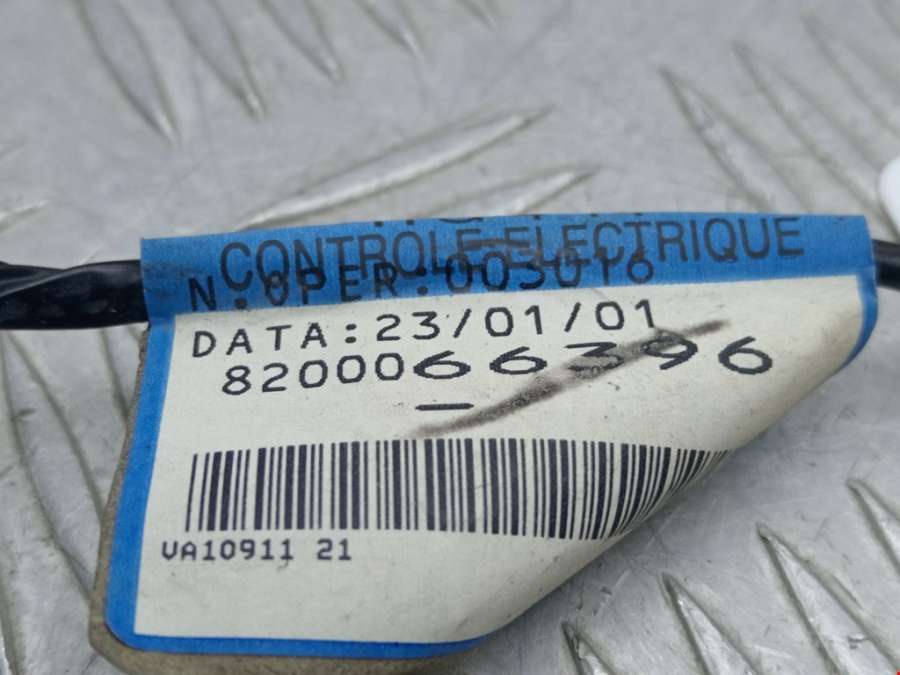 CONTROLE ELECTRIQUE
N.OPER:003016
DATA:23/01/01
8200066396
VA10911 21